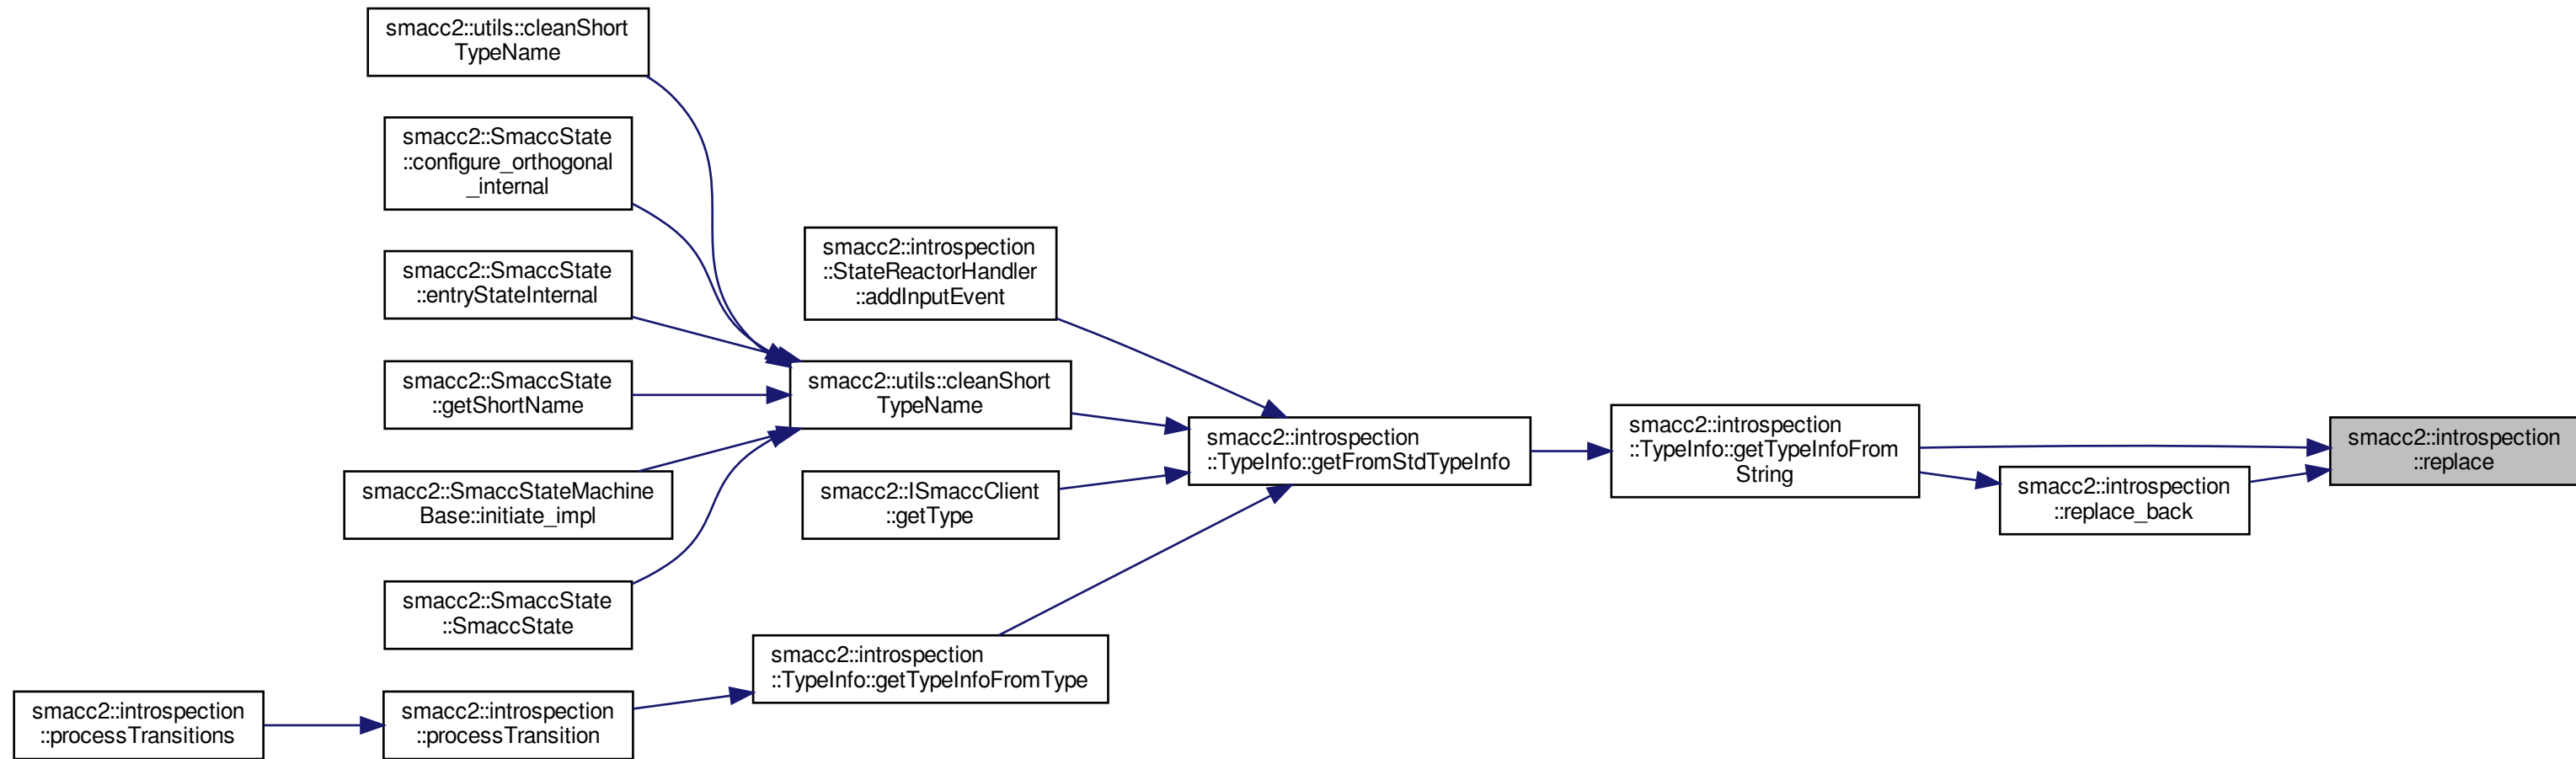 smacc2::utils::cleanShort
TypeName
smacc2::SmaccState
::configure_orthogonal
_internal
smacc2::SmaccState
::entryStateInternal
smacc2::SmaccState
::getShortName
smacc2::SmaccStateMachine
Base::initiate_impl
smacc2::SmaccState
::SmaccState
smacc2::introspection
::processTransitions
smacc2::introspection
::processTransition
smacc2::introspection
::StateReactorHandler
::addInputEvent
smacc2::utils::cleanShort
TypeName
smacc2::ISmaccClient
::getType
smacc2::introspection
::TypeInfo::getTypeInfoFromType
smacc2::introspection
::TypeInfo::getFromStdTypeInfo
smacc2::introspection
::TypeInfo::getTypeInfoFrom
String
smacc2::introspection
::replace_back
smacc2::introspection
::replace